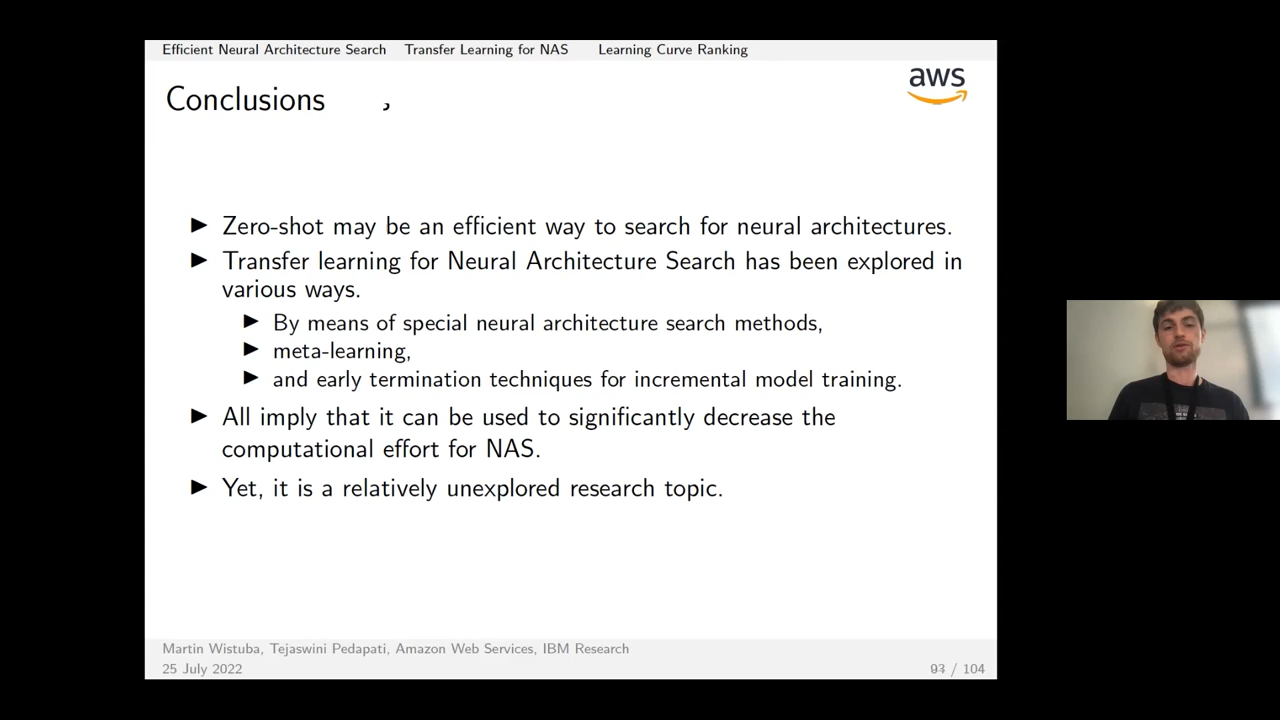 Efficient Neural Architecture Search Transfer Learning for NAS Learning Curve Ranking
aws
Conclusions
▶ Zero-shot may be an efficient way to search for neural architectures.
▶ Transfer learning for Neural Architecture Search has been explored in
various ways.
▶ By means of special neural architecture search methods,
▶ meta-learning,
▶ and early termination techniques for incremental model training.
▶ All imply that it can be used to significantly decrease the
computational effort for NAS.
▶ Yet, it is a relatively unexplored research topic.
Martin Wistuba, Tejaswini Pedapati, Amazon Web Services, IBM Research
25 July 2022
/ 104